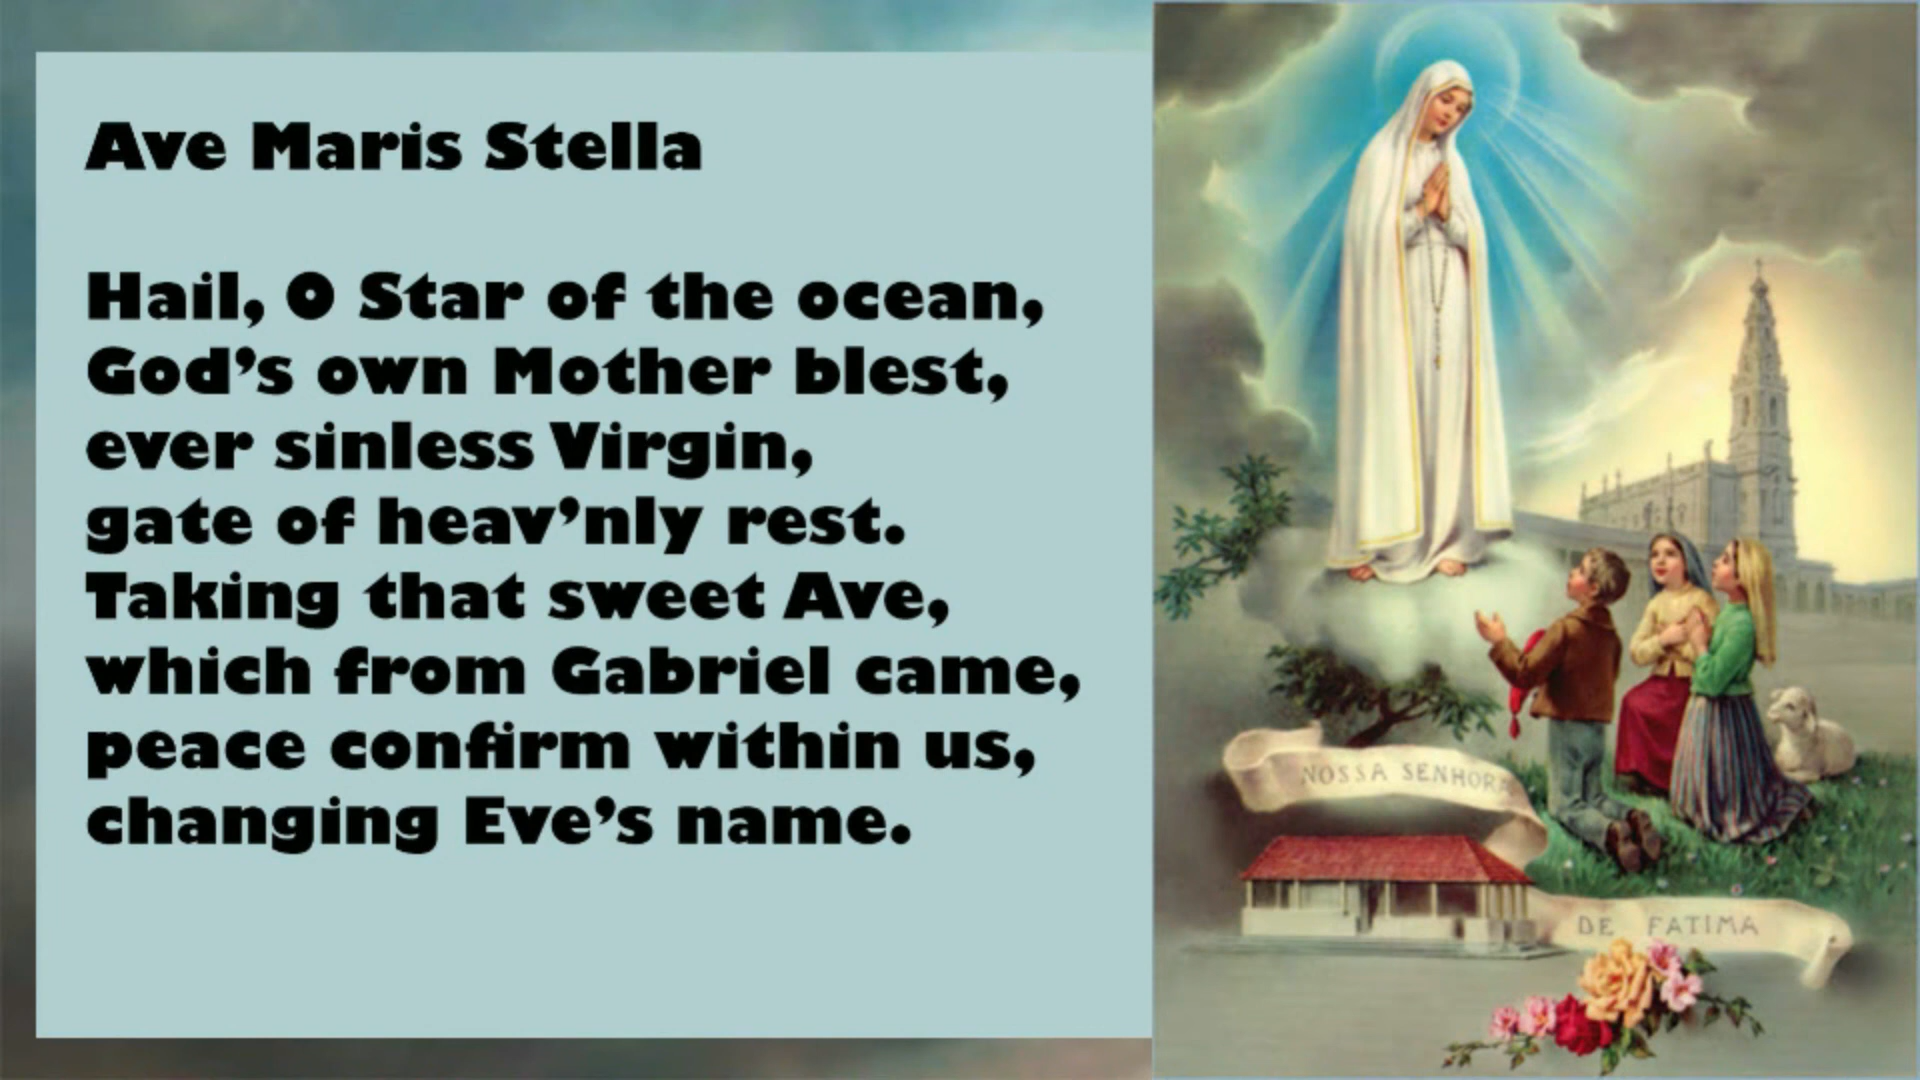 Ave Maris Stella
Hail, O Star of the ocean,
God’s own Mother blest,
ever sinless Virgin,
gate of heav’nly rest.
Taking that sweet Ave,
which from Gabriel came,
peace confirm within us,
changing Eve’s name.
NOSSA SENHORA
DE FATIMA